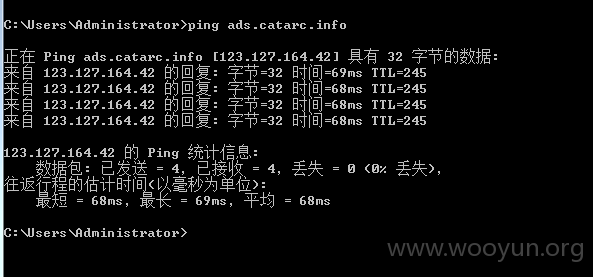 C:\Users\Administrator>ping ads.catarc.info
正在 Ping ads.catarc.info [123.127.164.42] 具有 32 字节的数据:
来自 123.127.164.42 的回复: 字节=32 时间=69ms TTL=245
来自 123.127.164.42 的回复: 字节=32 时间=68ms TTL=245
来自 123.127.164.42 的回复: 字节=32 时间=68ms TTL=245
来自 123.127.164.42 的回复: 字节=32 时间=68ms TTL=245
123.127.164.42 的 Ping 统计信息:
数据包: 已发送 = 4, 已接收 = 4, 丢失 = 0 (0% 丢失),
往返行程的估计时间(以毫秒为单位):
最短 = 68ms, 最长 = 69ms, 平均 = 68ms
C:\Users\Administrator>
www.wooyun.org